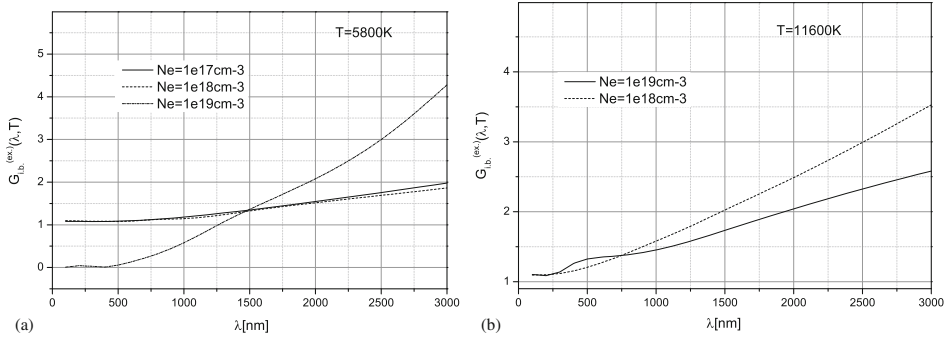 T=5800K
Ne=1e17cm-3
Ne=1e18cm-3
Ne=1e19cm-3
G i.b. (ex.) (λ,T)
5
4
3
2
1
0
0 500 1000 1500 2000 2500 3000
λ[nm]
(a)
T=11600K
Ne=1e19cm-3
Ne=1e18cm-3
G i.b. (ex.) (λ,T)
4
3
2
1
0 500 1000 1500 2000 2500 3000
λ[nm]
(b)